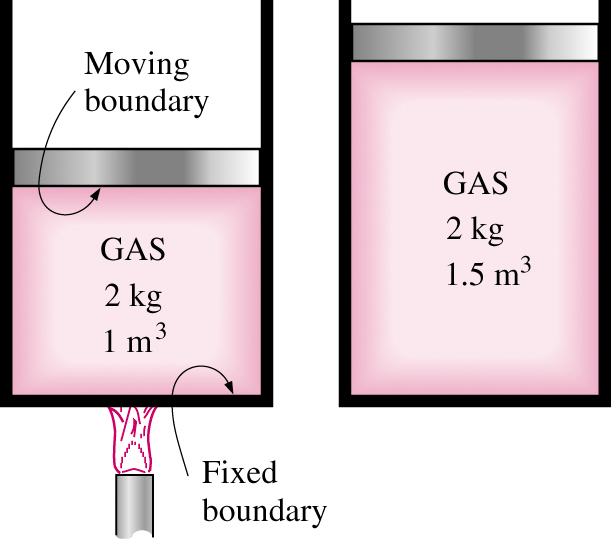 Moving
boundary
GAS
2 kg
1 m³
Fixed
boundary
GAS
2 kg
1.5 m³